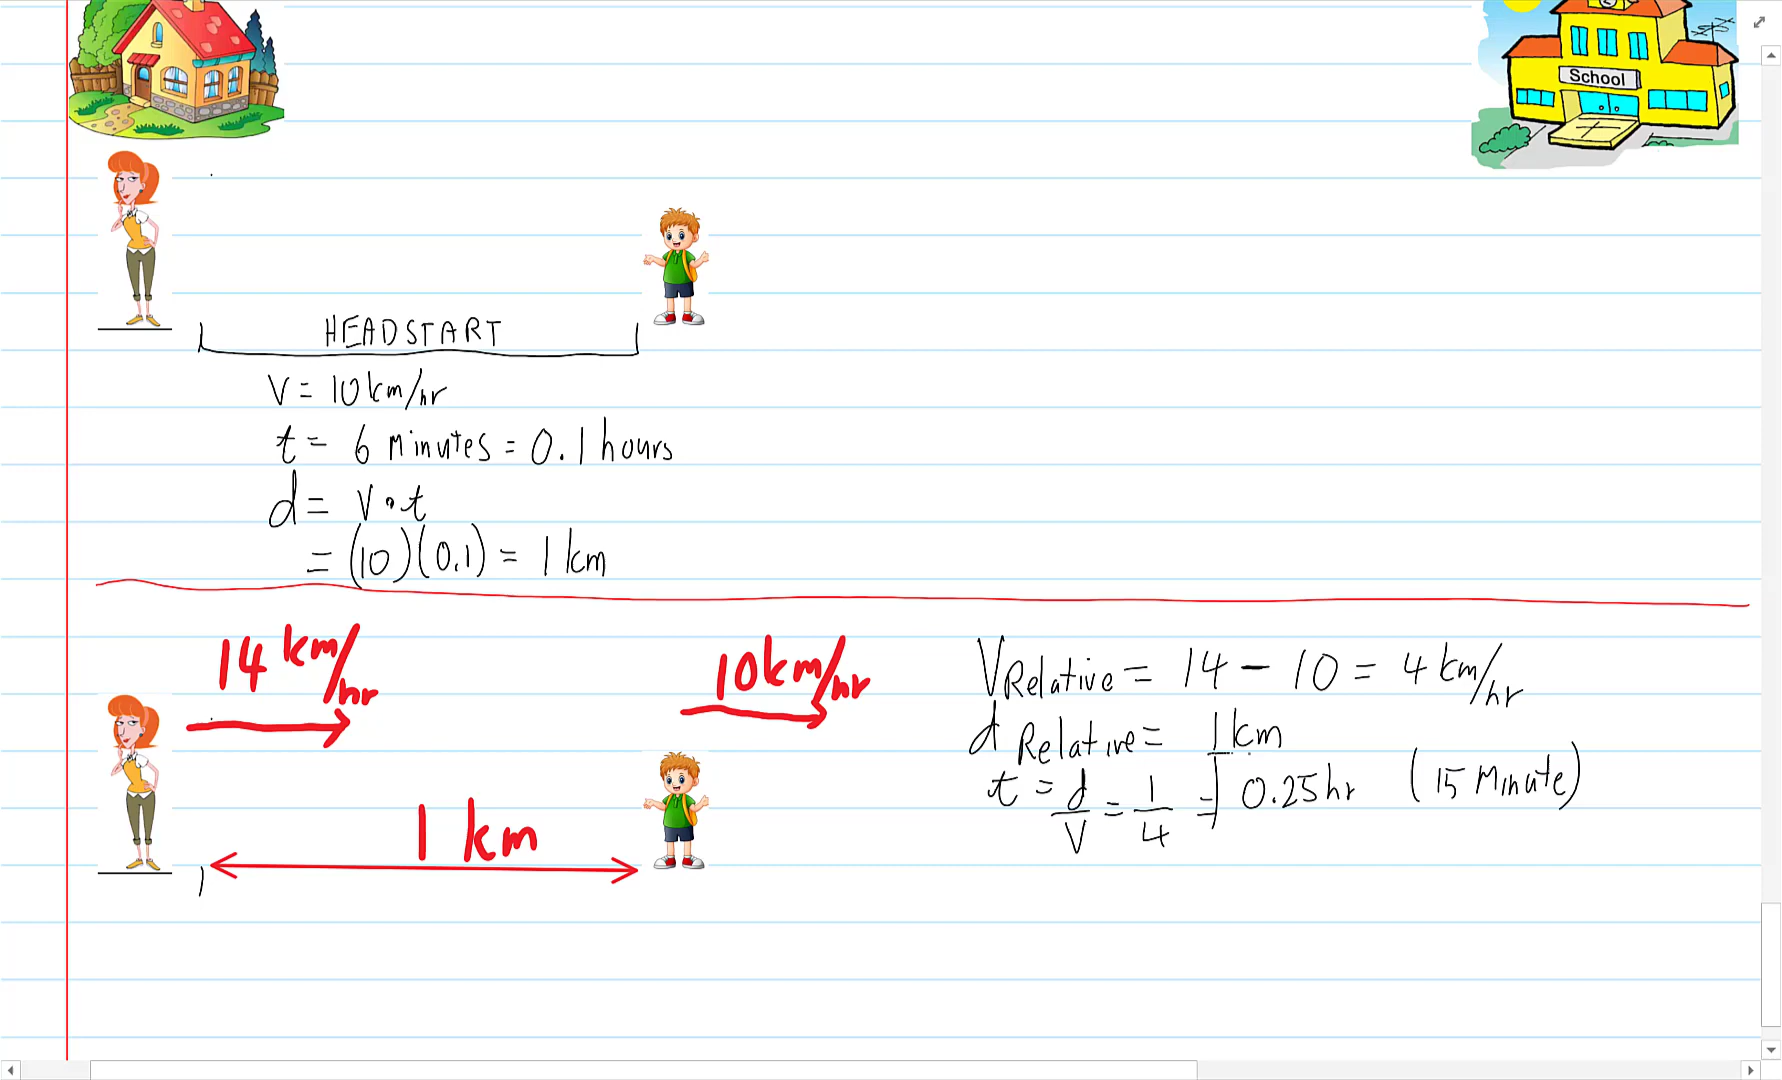 School
HEADSTART
V = 10 km/hr
t = 6 minutes = 0.1 hours
d = V • t
= (10)(0.1) = 1 km
14 km/hr
10 km/hr
1 km
VRelative = 14 - 10 = 4 km/hr
d Relative = 1 km
t = d/V = 1/4 = 0.25 hr (15 Minute)